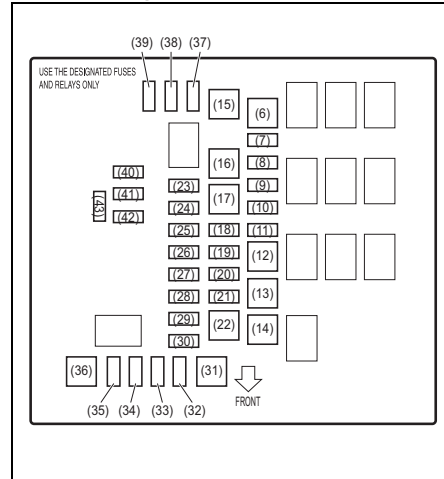 (39) (38) (37)
USE THE DESIGNATED FUSES
AND RELAYS ONLY
(15)
(6)
(7)
(16)
(8)
(40)
(23)
(9)
(41)
(17)
(43)
(24)
(10)
(42)
(25) (18) (11)
(26) (19) (12)
(27) (20)
(28) (21) (13)
(29) (22) (14)
(30)
(36) (31)
FRONT
(35) (34) (33) (32)